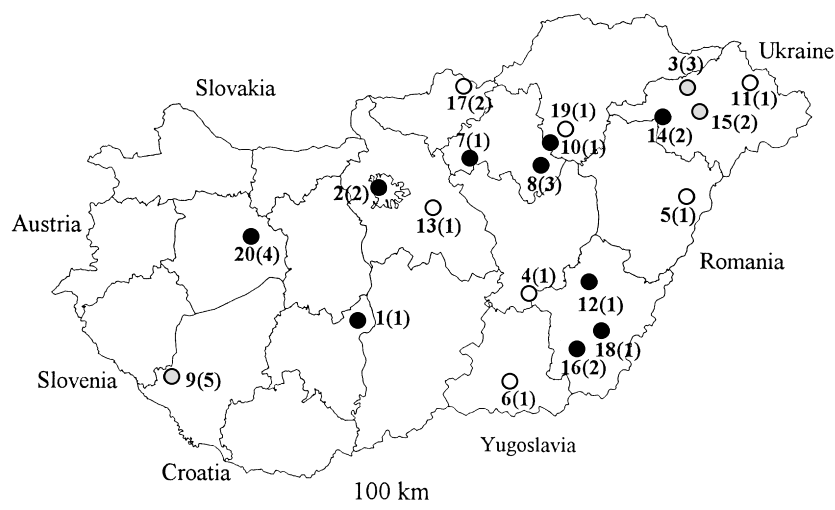 Ukraine
3(3)
Slovakia
11(1)
17(2)
19(1)
15(2)
14(2)
7(1)
10(1)
8(3)
2(2)
5(1)
13(1)
Austria
20(4)
Romania
4(1)
12(1)
1(1)
18(1)
16(2)
Slovenia
9(5)
6(1)
Yugoslavia
Croatia
100 km